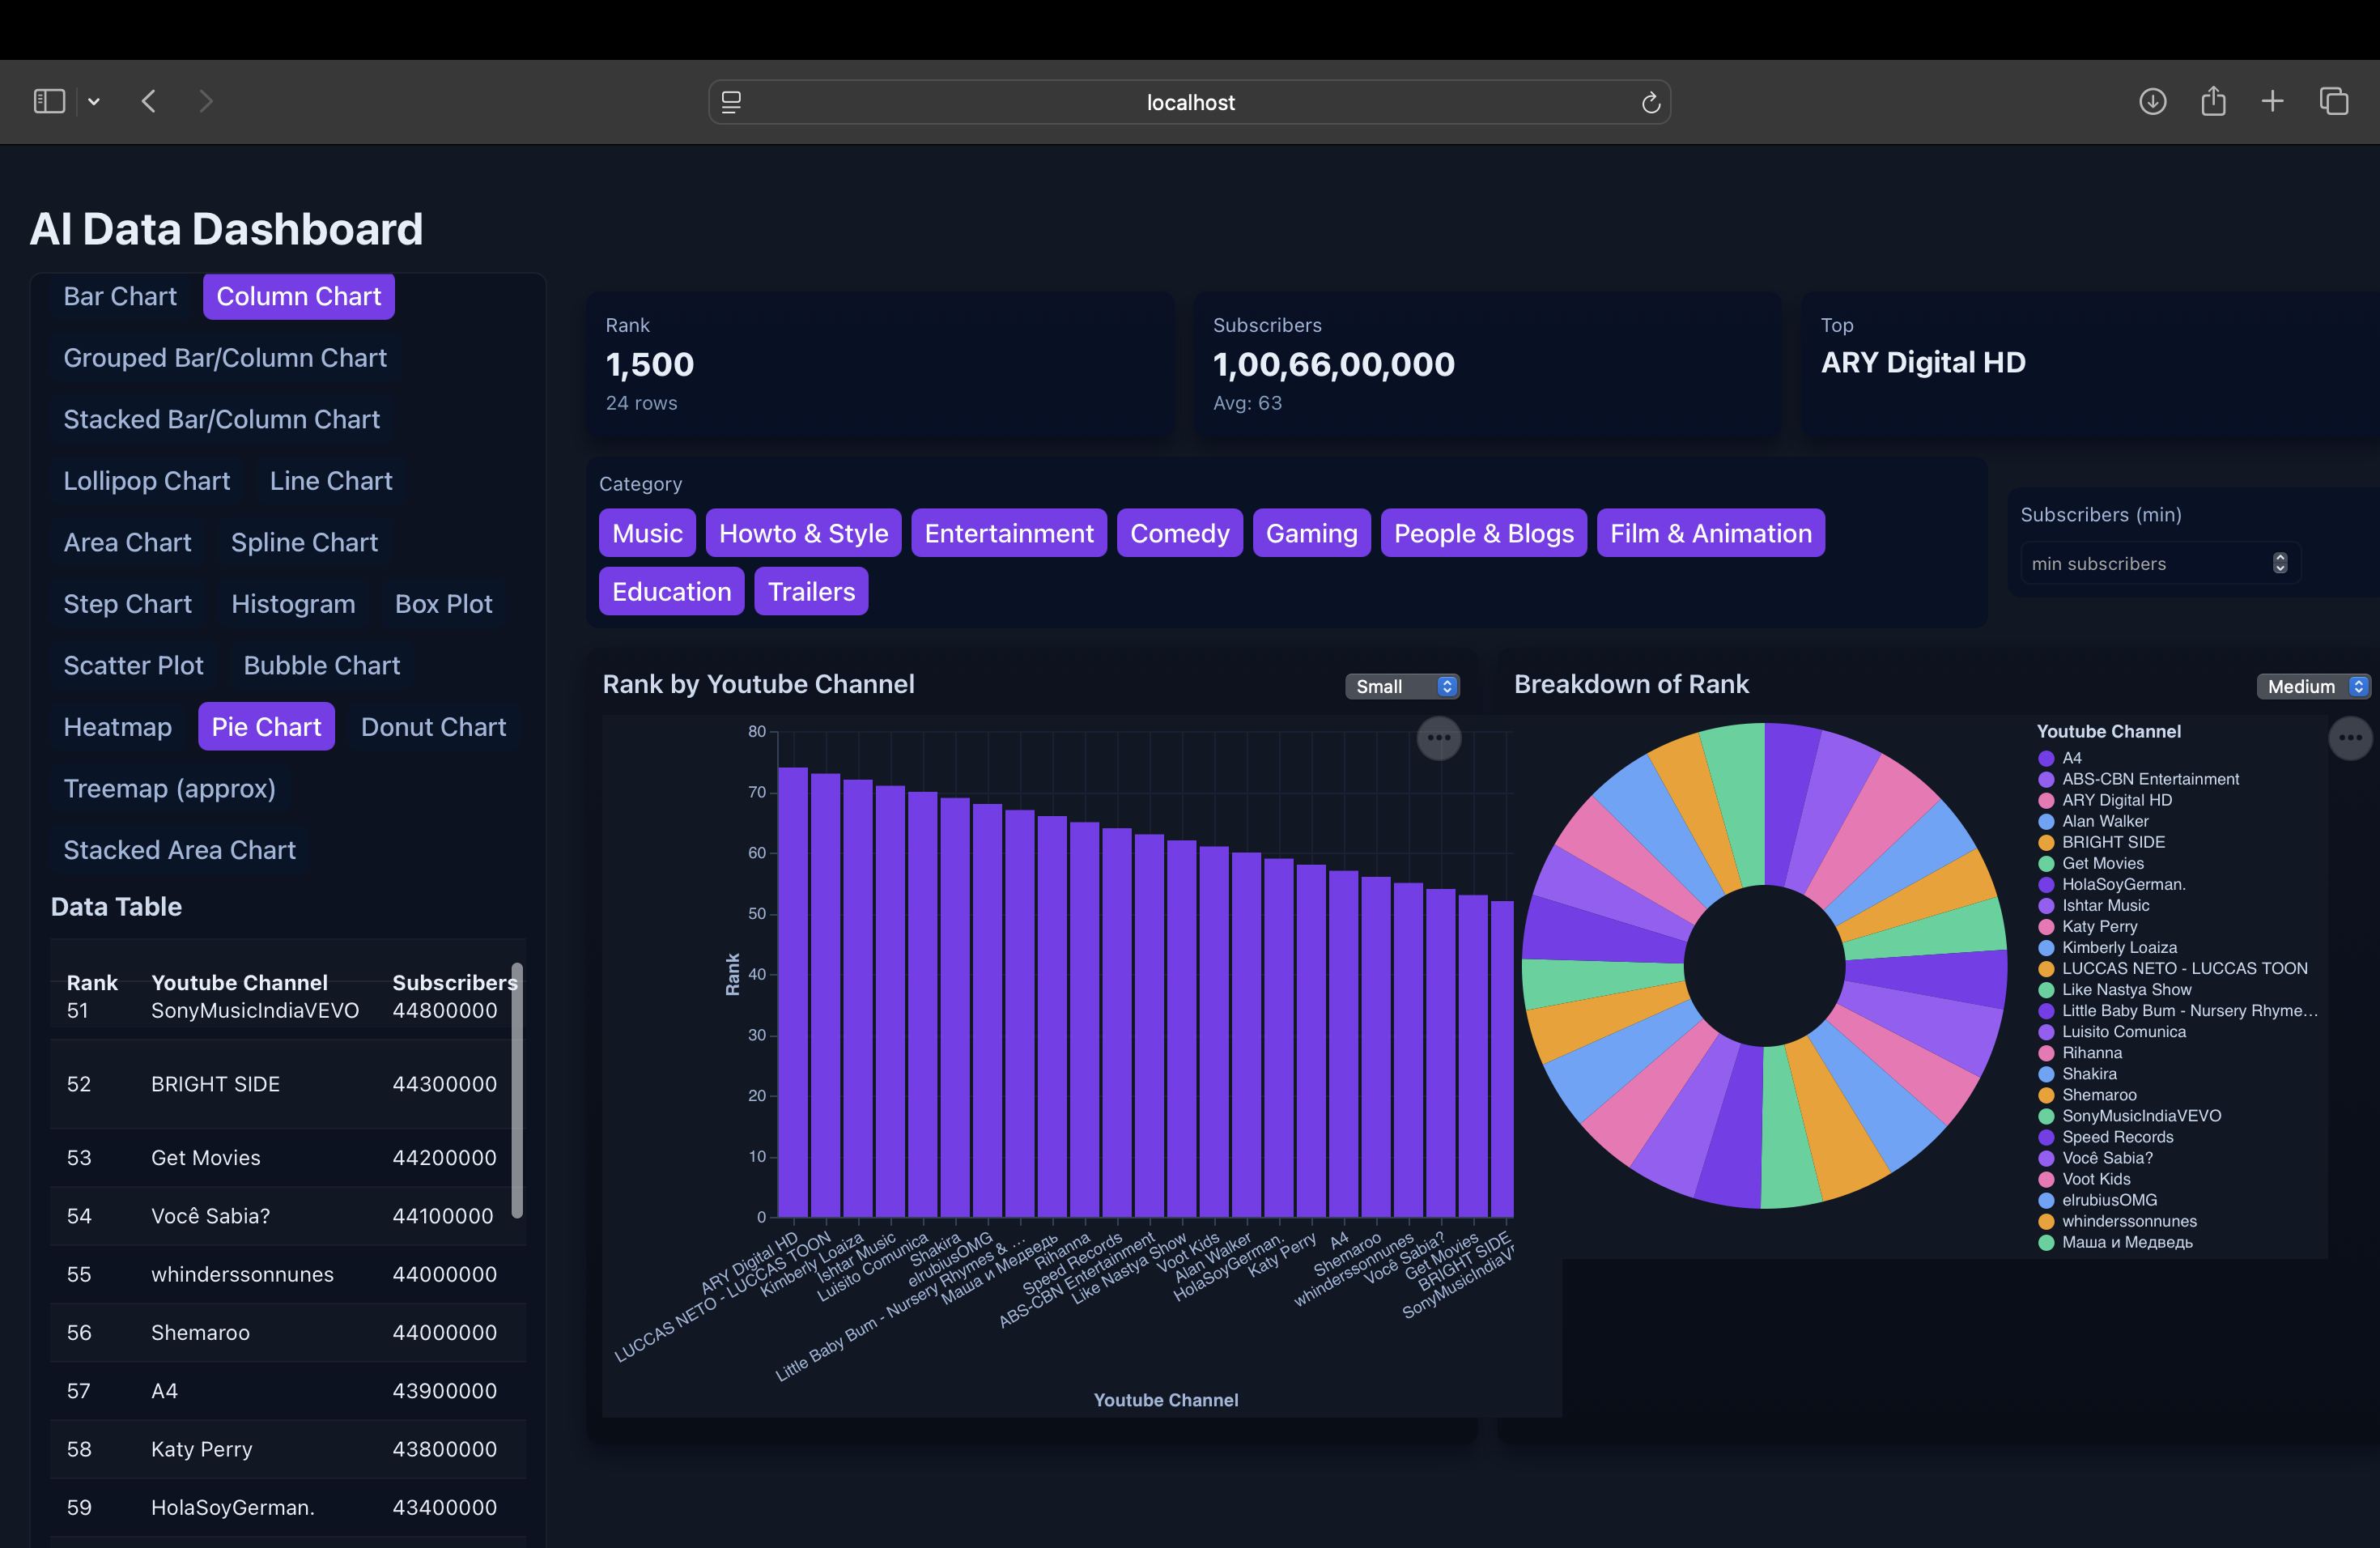 localhost
AI Data Dashboard
Bar Chart Column Chart
Grouped Bar/Column Chart
Stacked Bar/Column Chart
Lollipop Chart Line Chart
Area Chart Spline Chart
Step Chart Histogram Box Plot
Scatter Plot Bubble Chart
Heatmap Pie Chart Donut Chart
Treemap (approx)
Stacked Area Chart
Data Table
Rank Youtube Channel Subscribers
51 SonyMusicIndiaVEVO 44800000
52 BRIGHT SIDE 44300000
53 Get Movies 44200000
54 Você Sabia? 44100000
55 whinderssonnunes 44000000
56 Shemaroo 44000000
57 A4 43900000
58 Katy Perry 43800000
59 HolaSoyGerman. 43400000
Rank
1,500
24 rows
Subscribers
1,00,66,00,000
Avg: 63
Top
ARY Digital HD
Category
Music Howto & Style Entertainment Comedy Gaming People & Blogs Film & Animation
Education Trailers
Subscribers (min)
min subscribers
Rank by Youtube Channel
Small
80
70
60
50
40
30
20
10
0
Rank
ARY Digital HD
LUCCAS NETO - LUCCAS TOON
Kimberly Loaiza
Ishtar Music
Luisito Comunica
Shakira
elrubiusOMG
Little Baby Bum - Nursery Rhymes & …
Маша и Медведь
Rihanna
Speed Records
ABS-CBN Entertainment
Like Nastya Show
Voot Kids
Alan Walker
HolaSoyGerman.
Katy Perry
A4
Shemaroo
whinderssonnunes
Você Sabia?
Get Movies
BRIGHT SIDE
SonyMusicIndiaV
Youtube Channel
Breakdown of Rank
Medium
Youtube Channel
A4
ABS-CBN Entertainment
ARY Digital HD
Alan Walker
BRIGHT SIDE
Get Movies
HolaSoyGerman.
Ishtar Music
Katy Perry
Kimberly Loaiza
LUCCAS NETO - LUCCAS TOON
Like Nastya Show
Little Baby Bum - Nursery Rhyme…
Luisito Comunica
Rihanna
Shakira
Shemaroo
SonyMusicIndiaVEVO
Speed Records
Você Sabia?
Voot Kids
elrubiusOMG
whinderssonnunes
Маша и Медведь